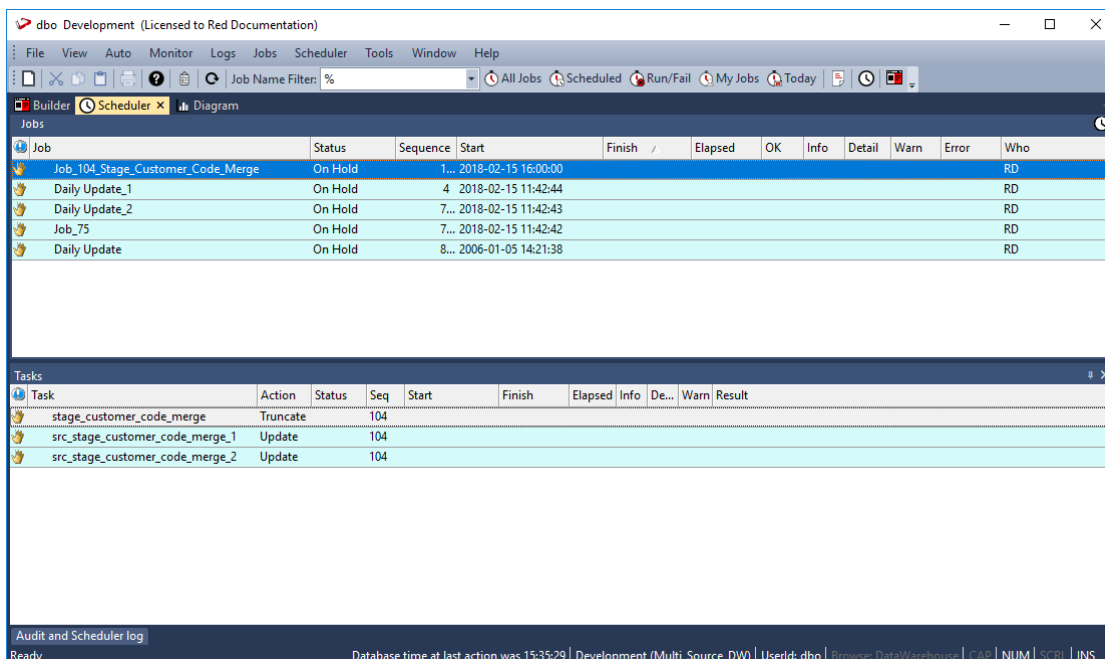 dbo Development (Licensed to Red Documentation)
File View Auto Monitor Logs Jobs Scheduler Tools Window Help
Job Name Filter: % All Jobs Scheduled Run/Fail My Jobs Today
Builder Scheduler Diagram
Jobs
Job Status Sequence Start Finish Elapsed OK Info Detail Warn Error Who
Job_104_Stage_Customer_Code_Merge On Hold 1... 2018-02-15 16:00:00 RD
Daily Update_1 On Hold 4 2018-02-15 11:42:44 RD
Daily Update_2 On Hold 7... 2018-02-15 11:42:43 RD
Job_75 On Hold 7... 2018-02-15 11:42:42 RD
Daily Update On Hold 8... 2006-01-05 14:21:38 RD
Tasks
Task Action Status Seq Start Finish Elapsed Info De... Warn Result
stage_customer_code_merge Truncate 104
src_stage_customer_code_merge_1 Update 104
src_stage_customer_code_merge_2 Update 104
Audit and Scheduler log
Ready Database time at last action was 15:35:29 Development (Multi_Source_DW) UserId: dbo Browse: DataWarehouse CAP NUM SCRL INS